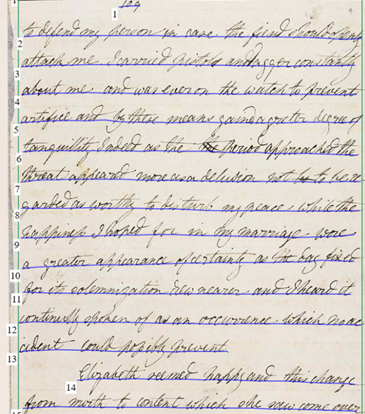 109
1
to defend my person in case the fiend should openly
2
attack me I carried pistols and dagger constantly
3
about me and was ever on the watch to prevent
4
artifice and by these means gained a greater degree of
5
tranquillity. Indeed as the the period approached the
6
threat appeared more as a delusion not to be re
7
garded as worthy to disturb my peace. while the
8
happiness I hoped for in my marriage. wore
9
a greater appearance of certainty as the day fixed
10
for its solemnization drew nearer. and I heard it
11
continually spoken of as an occurrence. which no ac
12
cident could possibly prevent
13
Elizabeth seemed happy and this change
14
from mirth to content which she now come over